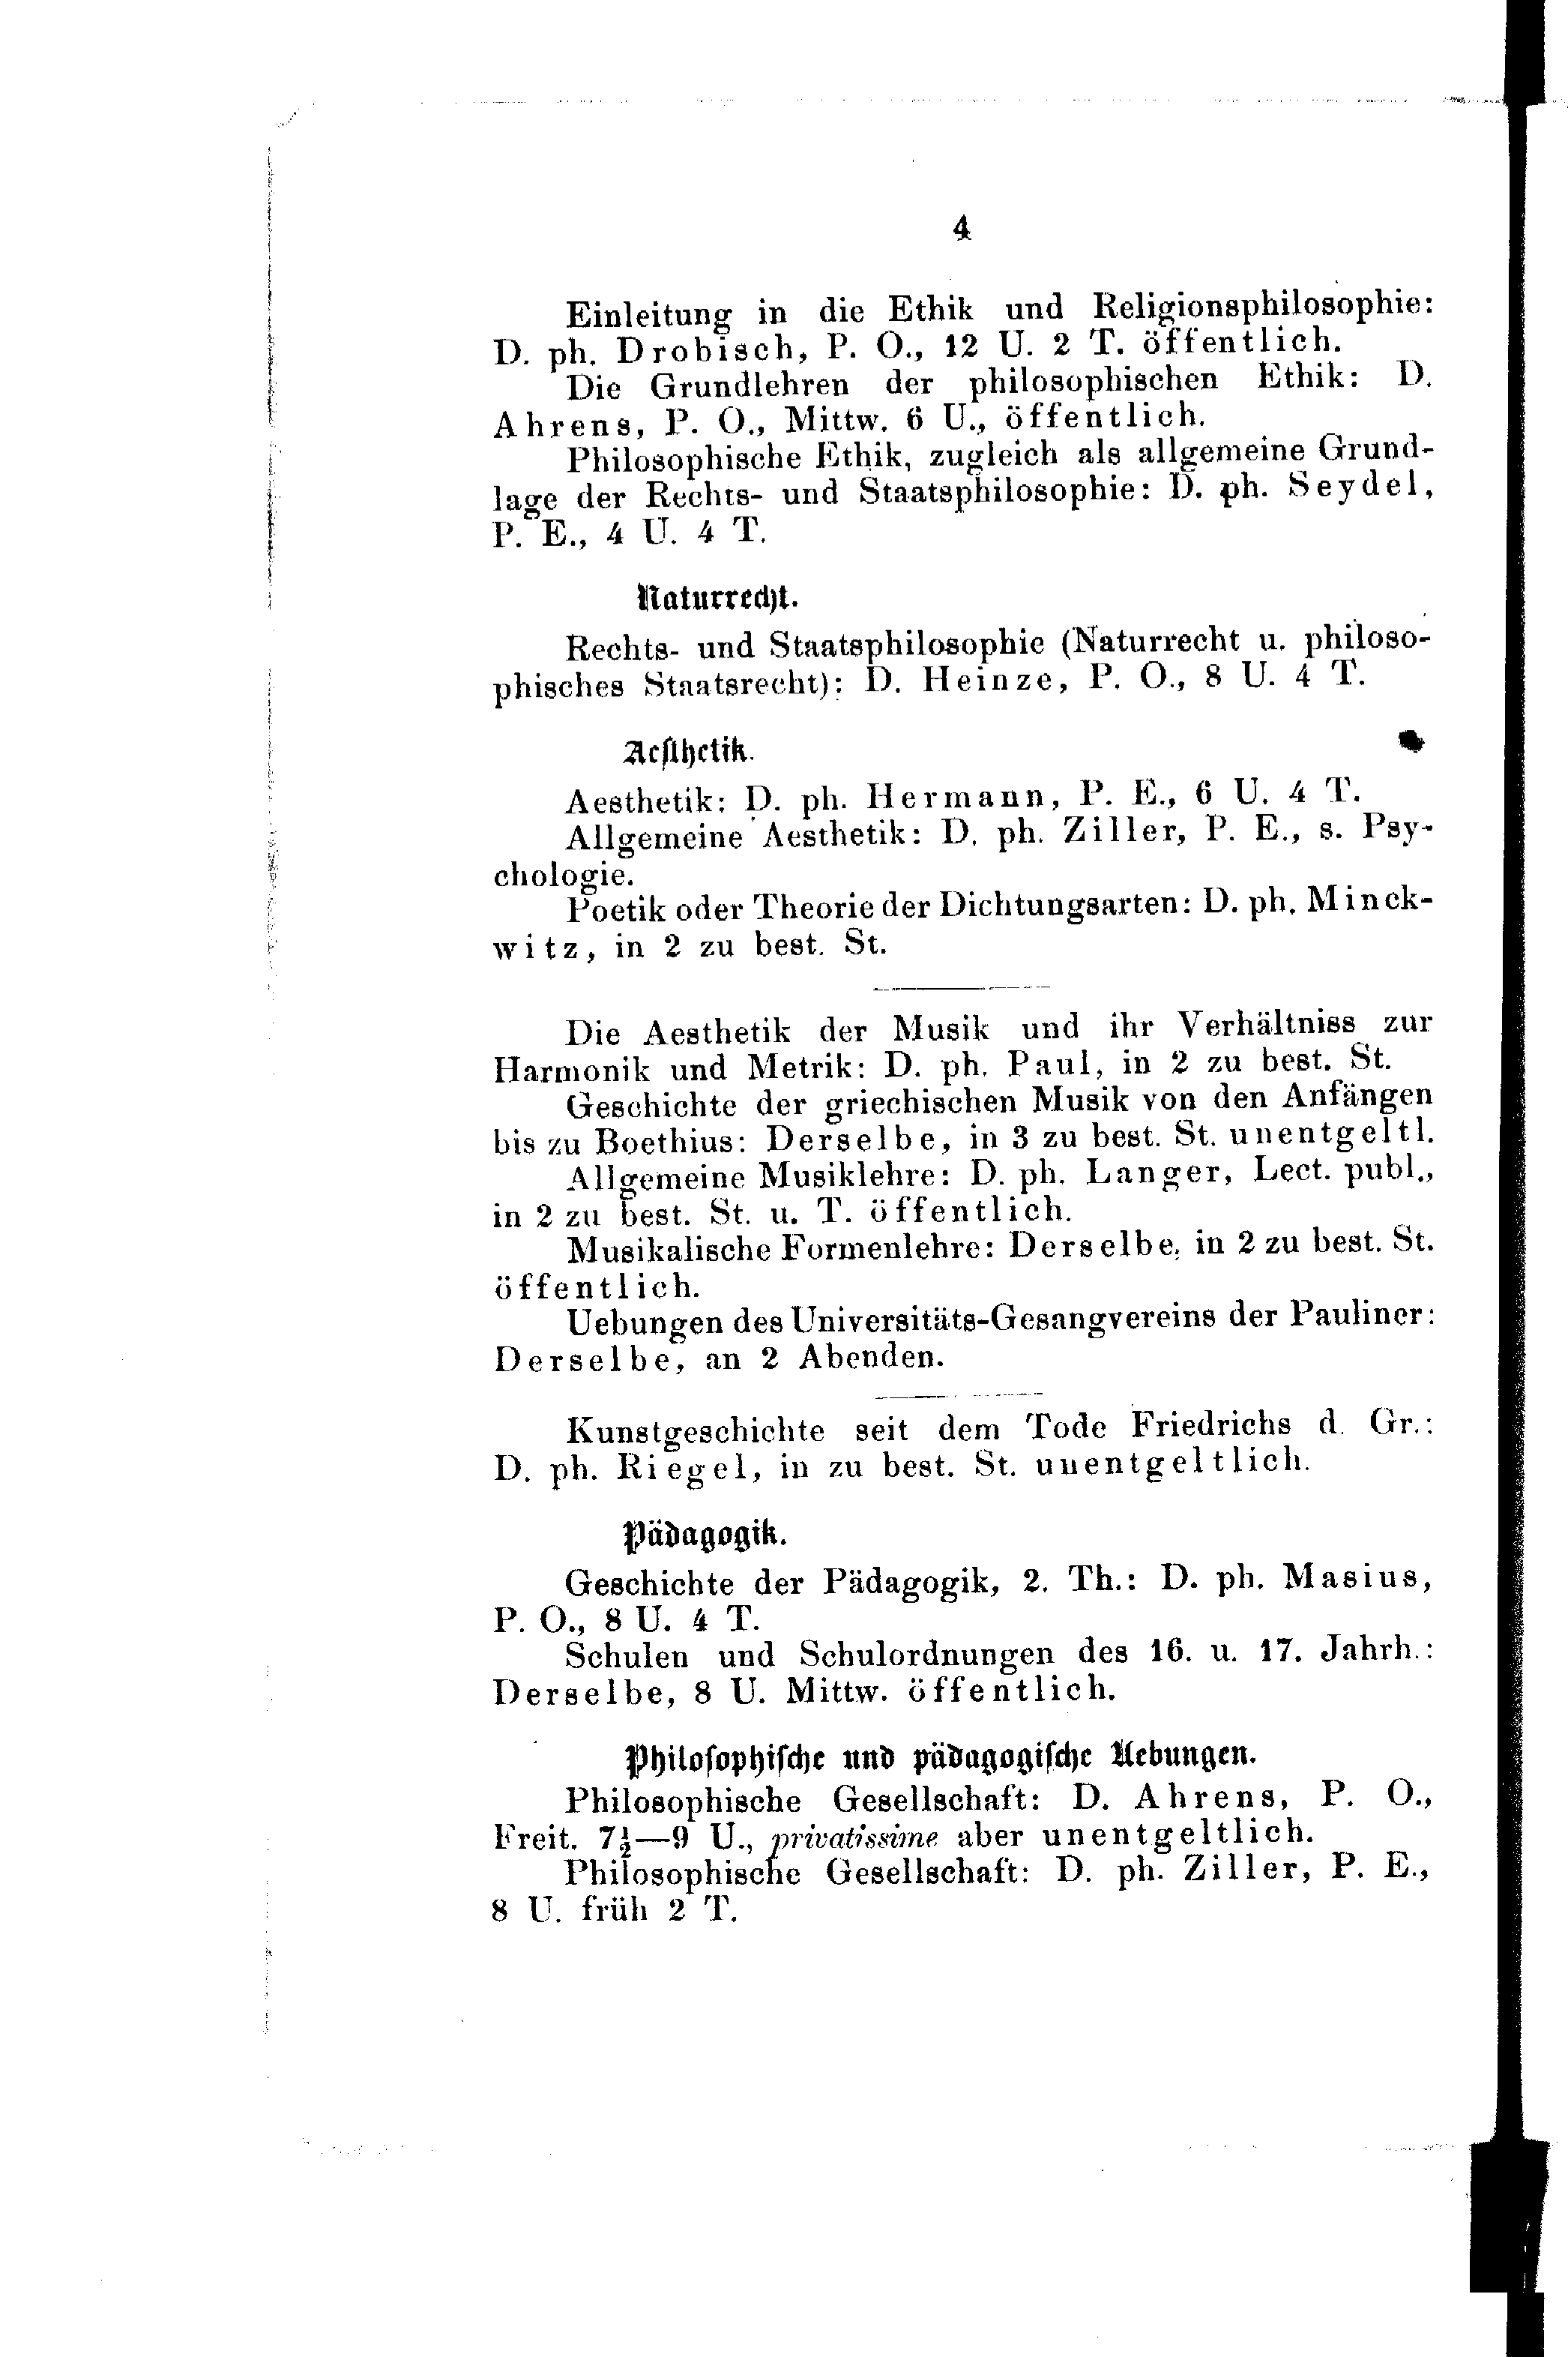 4
Einleitung in die Ethik und Religionsphilosophie:
D. ph. Drobisch, P. O., 12 U. 2 T. öffentlich.
Die Grundlehren der philosophischen Ethik: D.
Ahrens, P. O., Mittw. 6 U., öffentlich.
Philosophische Ethik, zugleich als allgemeine Grund-
lage der Rechts- und Staatsphilosophie: D. ph. Seydel,
P. E., 4 U. 4 T.
Naturrecht.
Rechts- und Staatsphilosophie (Naturrecht u. philoso-
phisches Staatsrecht): D. Heinze, P. O., 8 U. 4 T.
Aesthetik.
Aesthetik: D. ph. Hermann, P. E., 6 U. 4 T.
Allgemeine Aesthetik: D. ph. Ziller, P. E., s. Psy-
chologie.
Poetik oder Theorie der Dichtungsarten: D. ph. Minck-
witz, in 2 zu best. St.
Die Aesthetik der Musik und ihr Verhältniss zur
Harmonik und Metrik: D. ph. Paul, in 2 zu best. St.
Geschichte der griechischen Musik von den Anfängen
bis zu Boethius: Derselbe, in 3 zu best. St. unentgeltl.
Allgemeine Musiklehre: D. ph. Langer, Lect. publ.,
in 2 zu best. St. u. T. öffentlich.
Musikalische Formenlehre: Derselbe, in 2 zu best. St.
öffentlich.
Uebungen des Universitäts-Gesangvereins der Pauliner:
Derselbe, an 2 Abenden.
Kunstgeschichte seit dem Tode Friedrichs d. Gr.:
D. ph. Riegel, in zu best. St. unentgeltlich.
Pädagogik.
Geschichte der Pädagogik, 2. Th.: D. ph. Masius,
P. O., 8 U. 4 T.
Schulen und Schulordnungen des 16. u. 17. Jahrh.:
Derselbe, 8 U. Mittw. öffentlich.
Philosophische und pädagogische Uebungen.
Philosophische Gesellschaft: D. Ahrens, P. O.,
Freit. 7½—9 U., privatissime aber unentgeltlich.
Philosophische Gesellschaft: D. ph. Ziller, P. E.,
8 U. früh 2 T.